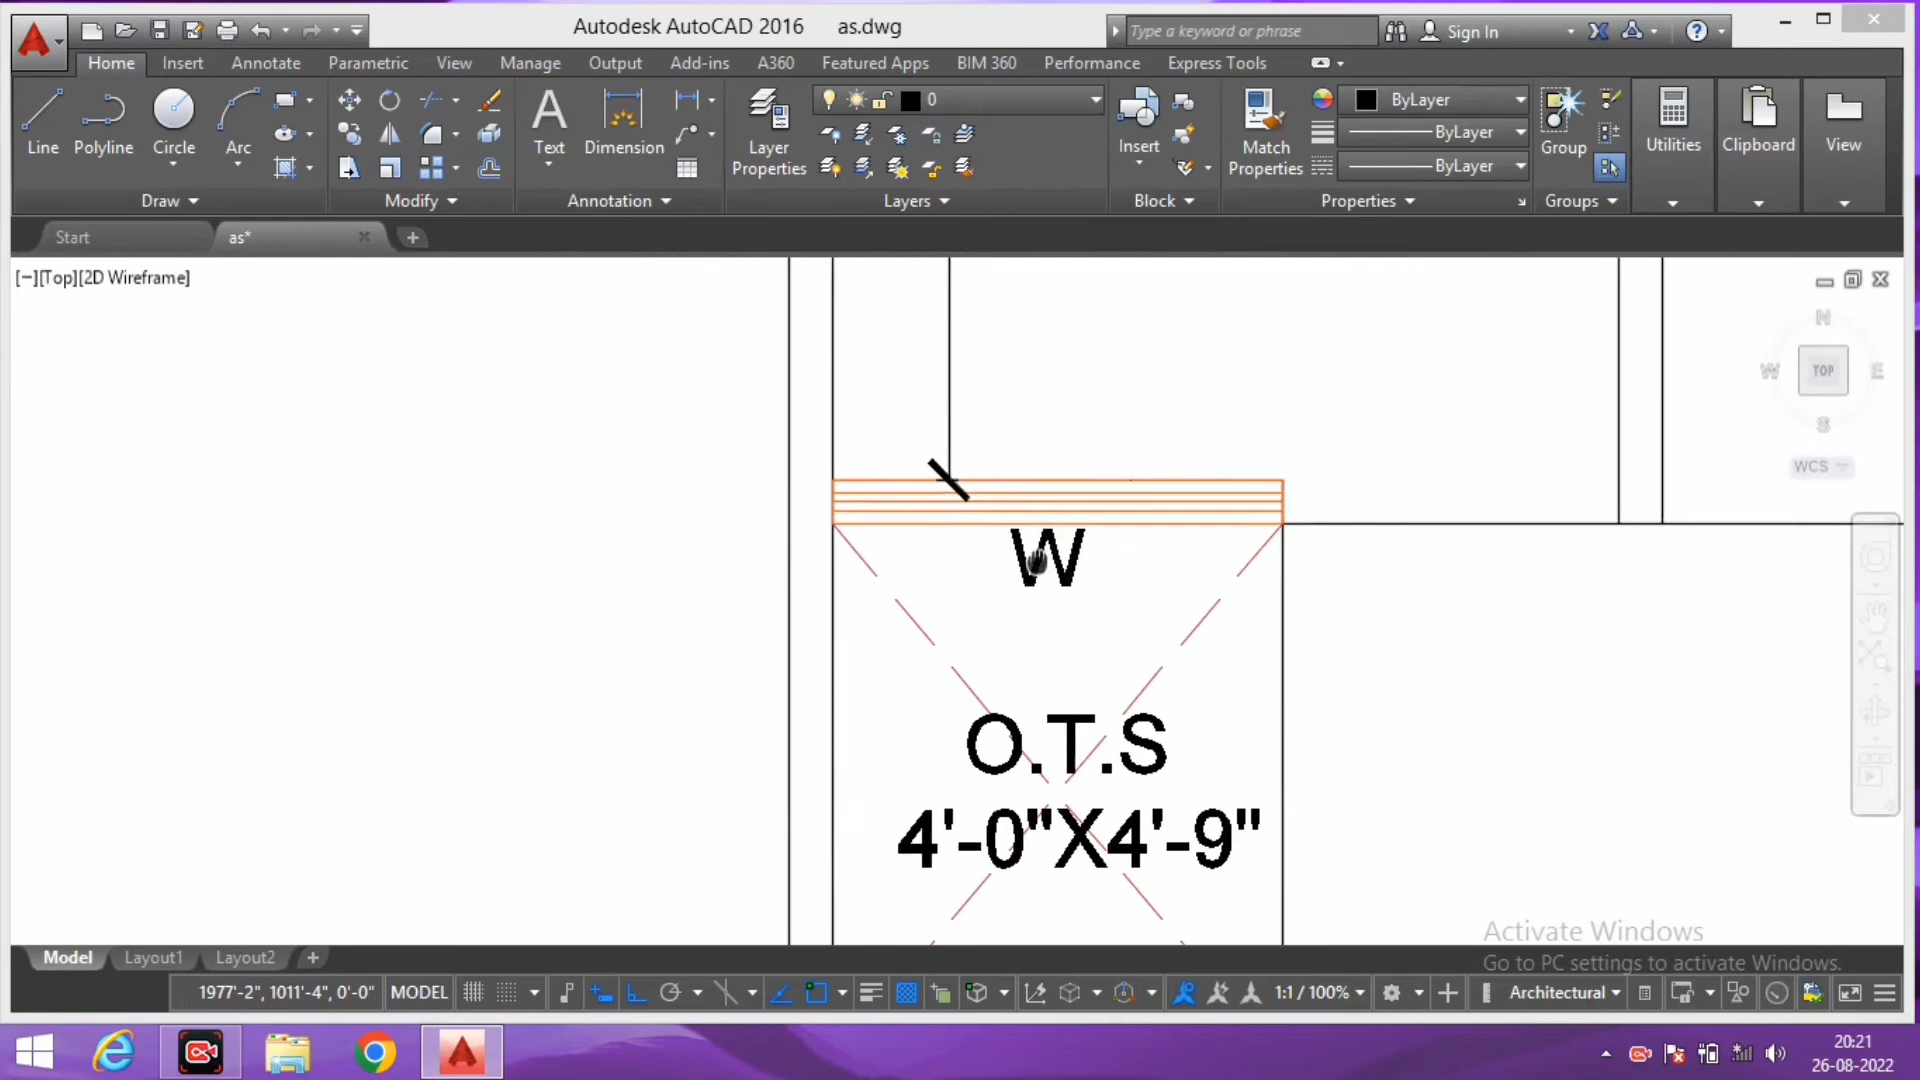 Autodesk AutoCAD 2016 as.dwg
Type a keyword or phrase
Sign In
Home Insert Annotate Parametric View Manage Output Add-ins A360 Featured Apps BIM 360 Performance Express Tools
0
ByLayer
ByLayer
ByLayer
Line Polyline Circle Arc
Text Dimension
Layer
Properties
Insert
Match
Properties
Group
Utilities
Clipboard
View
Draw
Modify
Annotation
Layers
Block
Properties
Groups
Start
as*
[−][Top][2D Wireframe]
N
W
TOP
E
S
WCS
W
O.T.S
4'-0"X4'-9"
Activate Windows
Go to PC settings to activate Windows.
Model Layout1 Layout2
1977'-2", 1011'-4", 0'-0"
MODEL
1:1 / 100%
Architectural
20:21
26-08-2022